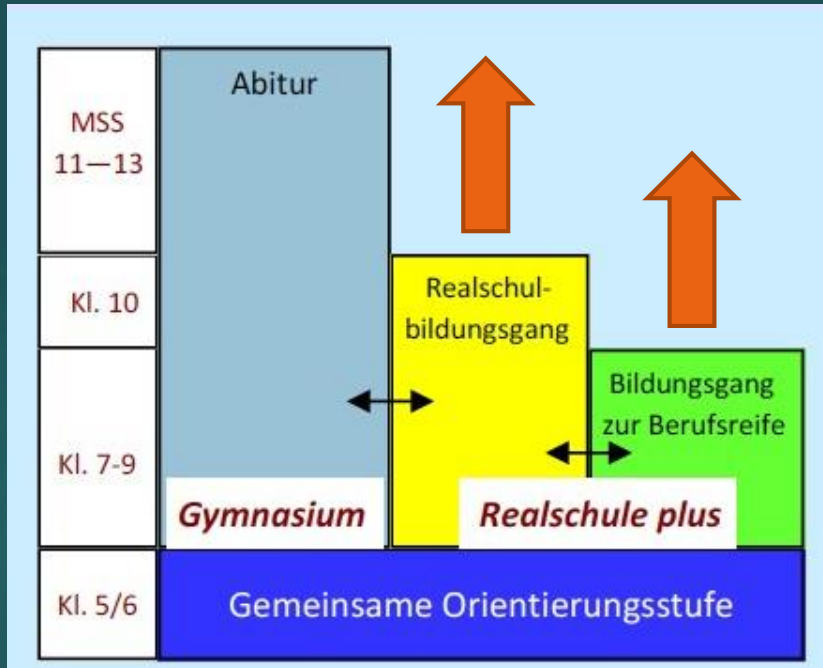 Abitur
MSS
11—13
Kl. 10
Realschul-
bildungsgang
Bildungsgang
zur Berufsreife
Kl. 7-9
Gymnasium
Realschule plus
Kl. 5/6
Gemeinsame Orientierungsstufe